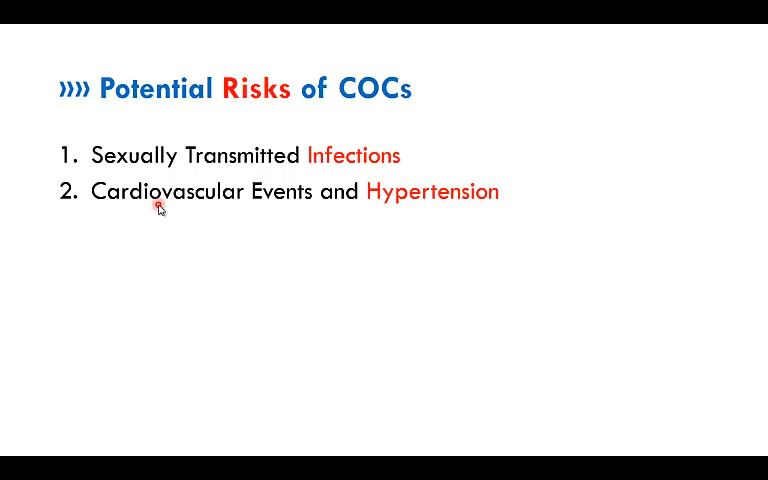 »» Potential Risks of COCs
1. Sexually Transmitted Infections
2. Cardiovascular Events and Hypertension